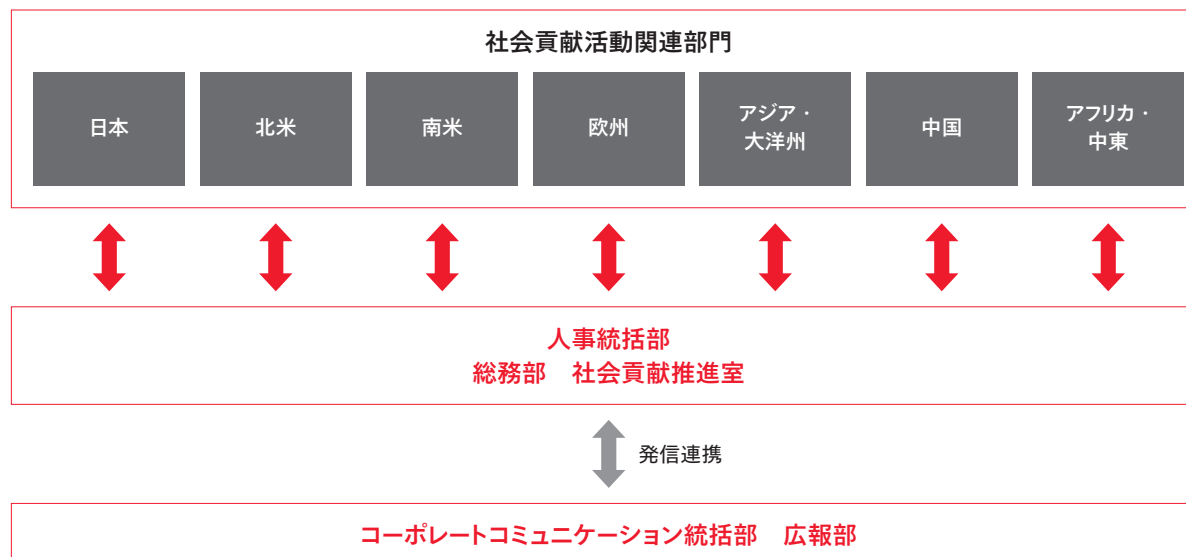 社会貢献活動関連部門
日本
北米
南米
欧州
アジア・
大洋州
中国
アフリカ・
中東
人事統括部
総務部　社会貢献推進室
発信連携
コーポレートコミュニケーション統括部　広報部